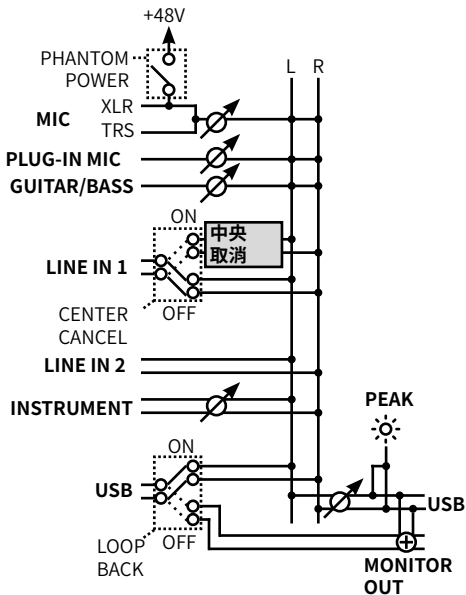 +48V
PHANTOM
POWER
L R
XLR
MIC
TRS
PLUG-IN MIC
GUITAR/BASS
ON
中央
取消
LINE IN 1
OFF
CENTER
CANCEL
LINE IN 2
PEAK
INSTRUMENT
ON
USB
USB
OFF
LOOP
BACK
MONITOR
OUT